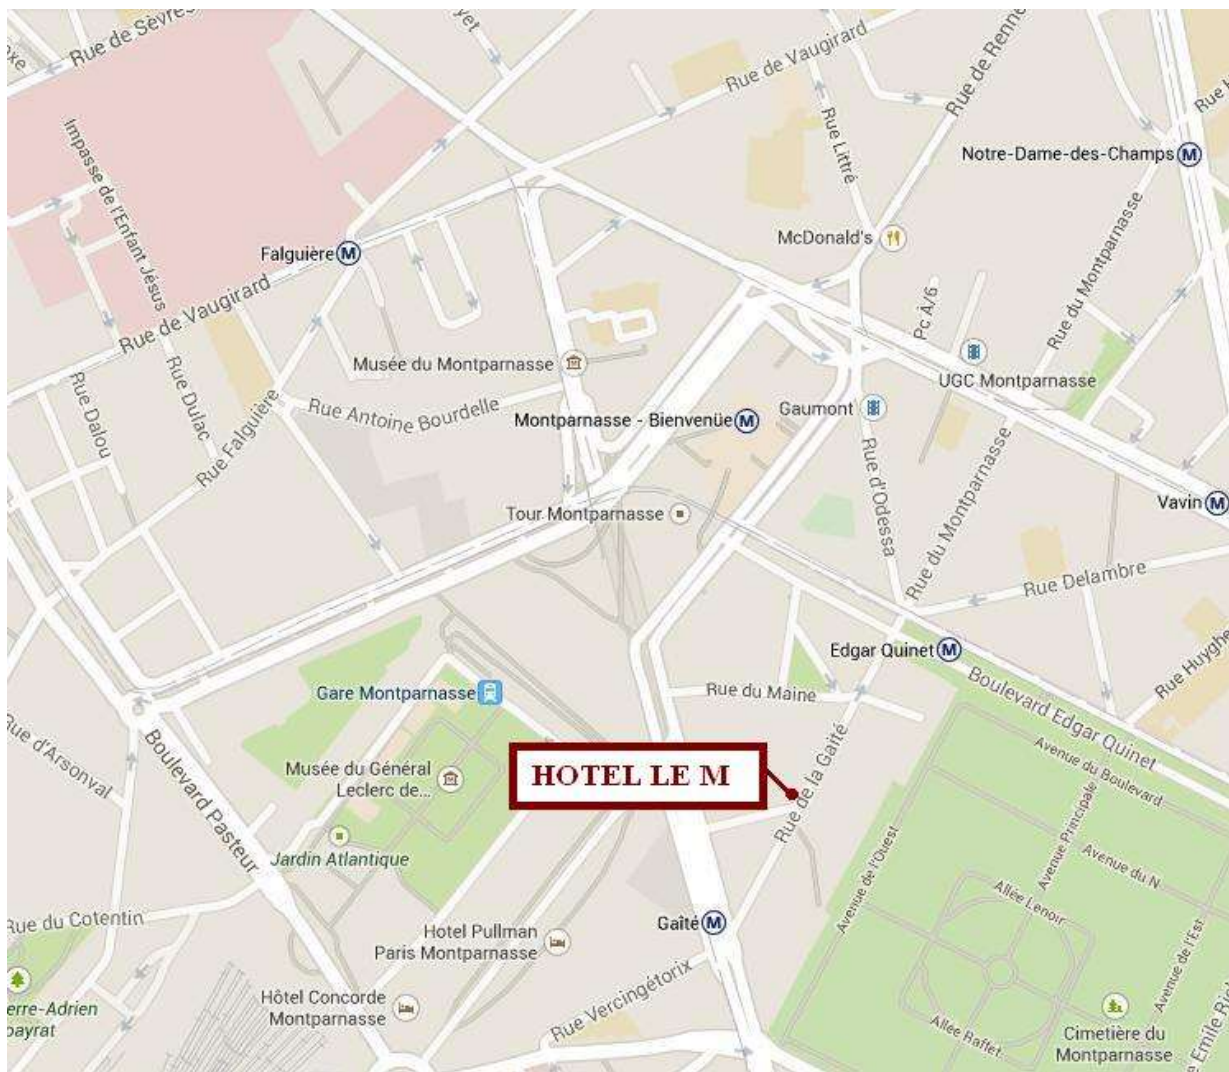 Rue de Sèvres
Rue de Vaugirard
Rue de Renne
Impasse de l'Enfant Jésus
Rue Littré
Notre-Dame-des-Champs M
McDonald's
Falguière M
Rue du Montparnasse
Rue de Vaugirard
Pc À/6
Musée du Montparnasse
UGC Montparnasse
Rue Dalou
Rue Dulac
Rue Falguière
Rue Antoine Bourdelle
Montparnasse - Bienvenüe M
Gaumont
Rue d'Odessa
Rue du Montparnasse
Vavin M
Tour Montparnasse
Rue Delambre
Edgar Quinet M
Rue Huyghe
Gare Montparnasse
Rue du Maine
Boulevard Edgar Quinet
Rue d'Arsonval
Boulevard Pasteur
Musée du Général
Leclerc de...
HOTEL LE M
Rue de la Gaité
Avenue du Boulevard
Avenue Principale
Jardin Atlantique
Avenue de l'Ouest
Avenue du N
Allée Lenoir
Rue du Cotentin
Gaîté M
Hotel Pullman
Paris Montparnasse
Avenue de l'Est
Hôtel Concorde
Montparnasse
Rue Vercingétorix
erre-Adrien
payrat
Allée Raffet
Cimetière du
Montparnasse